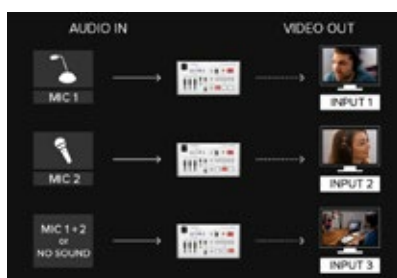 AUDIO IN
VIDEO OUT
MIC 1
INPUT 1
MIC 2
INPUT 2
MIC 1+2
or
NO SOUND
INPUT 3